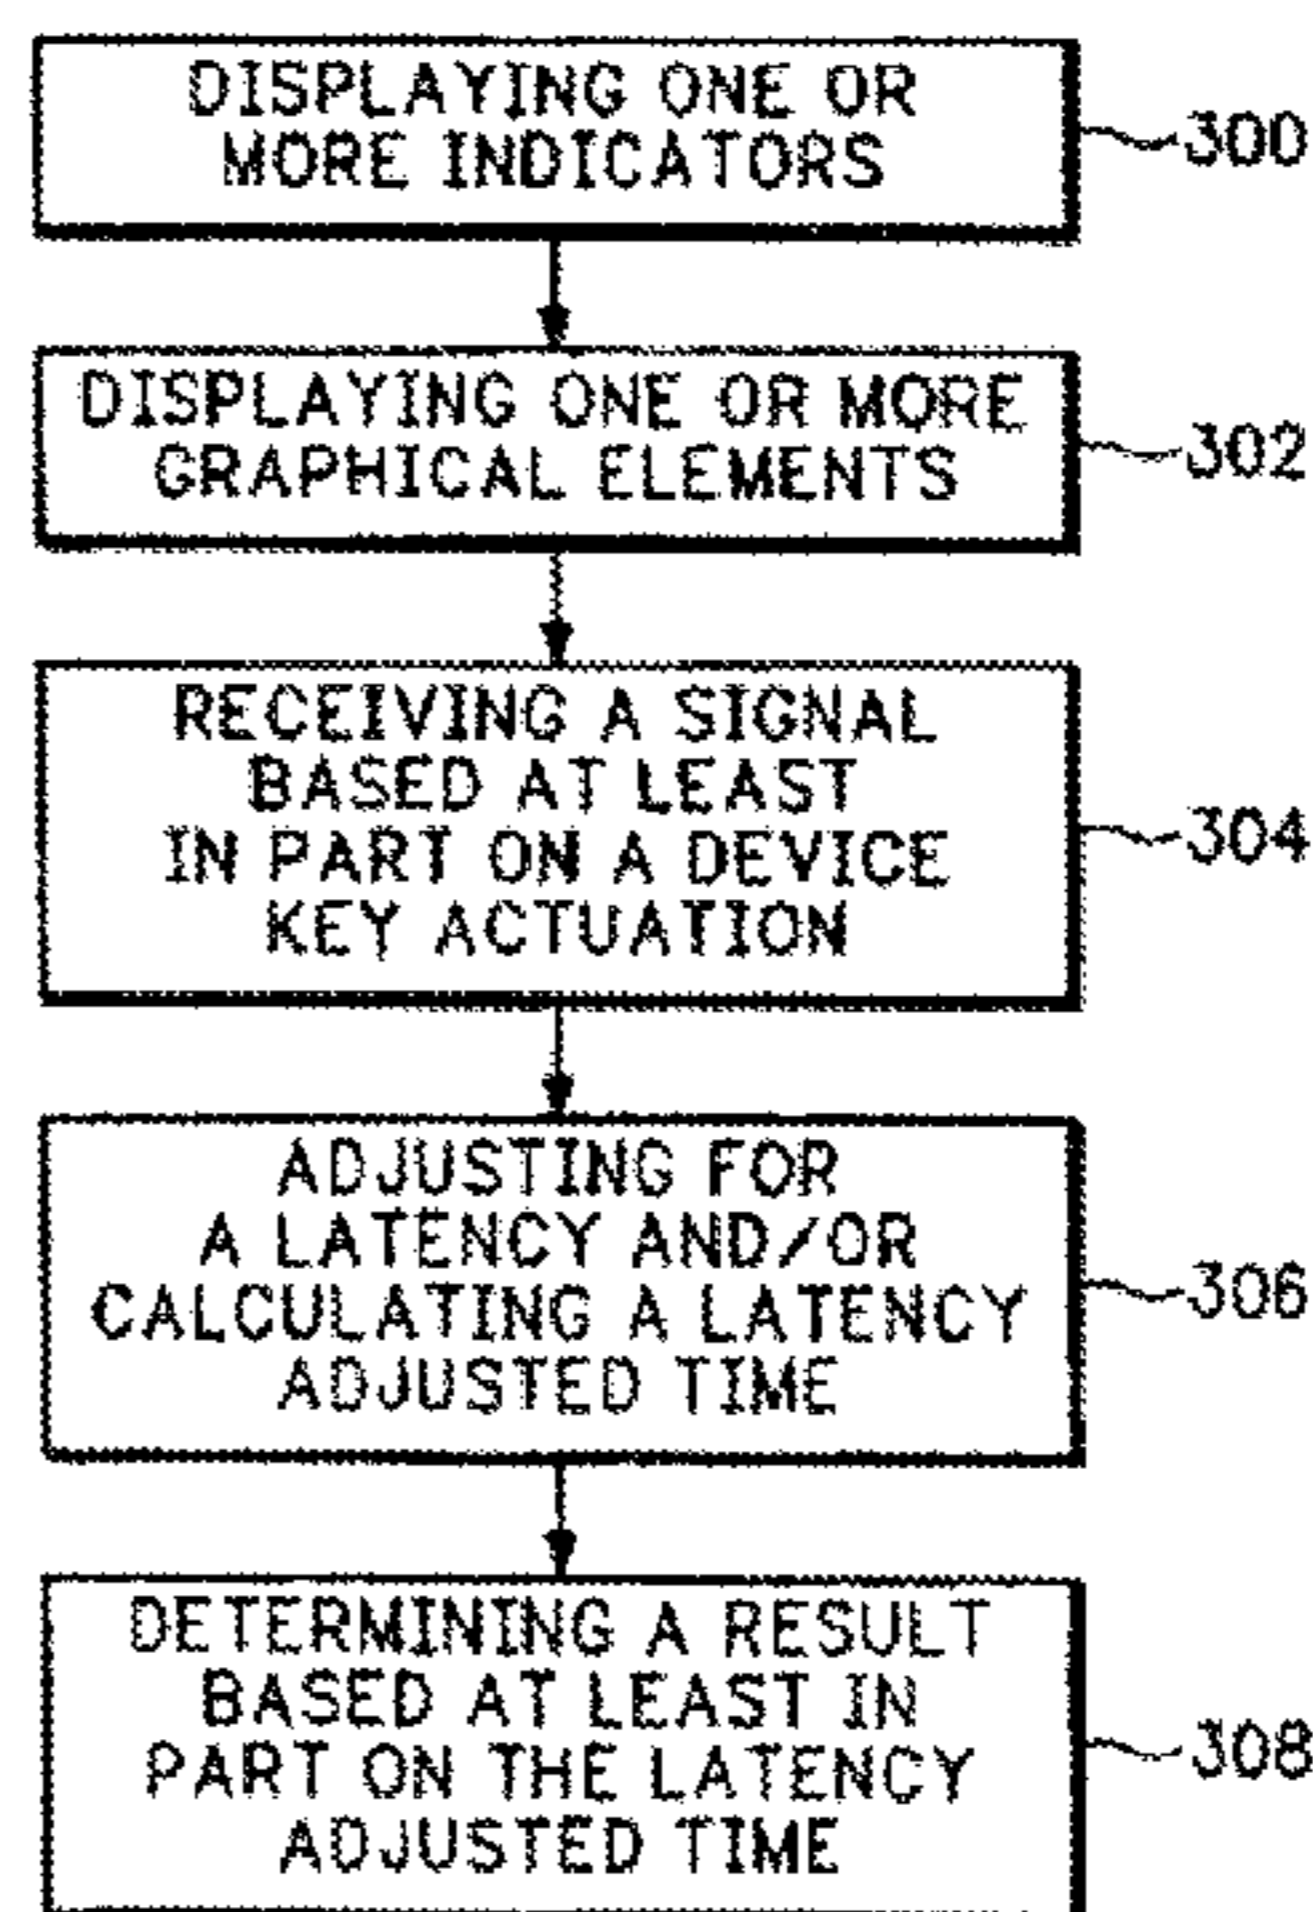 DISPLAYING ONE OR
MORE INDICATORS
300
DISPLAYING ONE OR MORE
GRAPHICAL ELEMENTS
302
RECEIVING A SIGNAL
BASED AT LEAST
IN PART ON A DEVICE
KEY ACTUATION
304
ADJUSTING FOR
A LATENCY AND/OR
CALCULATING A LATENCY
ADJUSTED TIME
306
DETERMINING A RESULT
BASED AT LEAST IN
PART ON THE LATENCY
ADJUSTED TIME
308